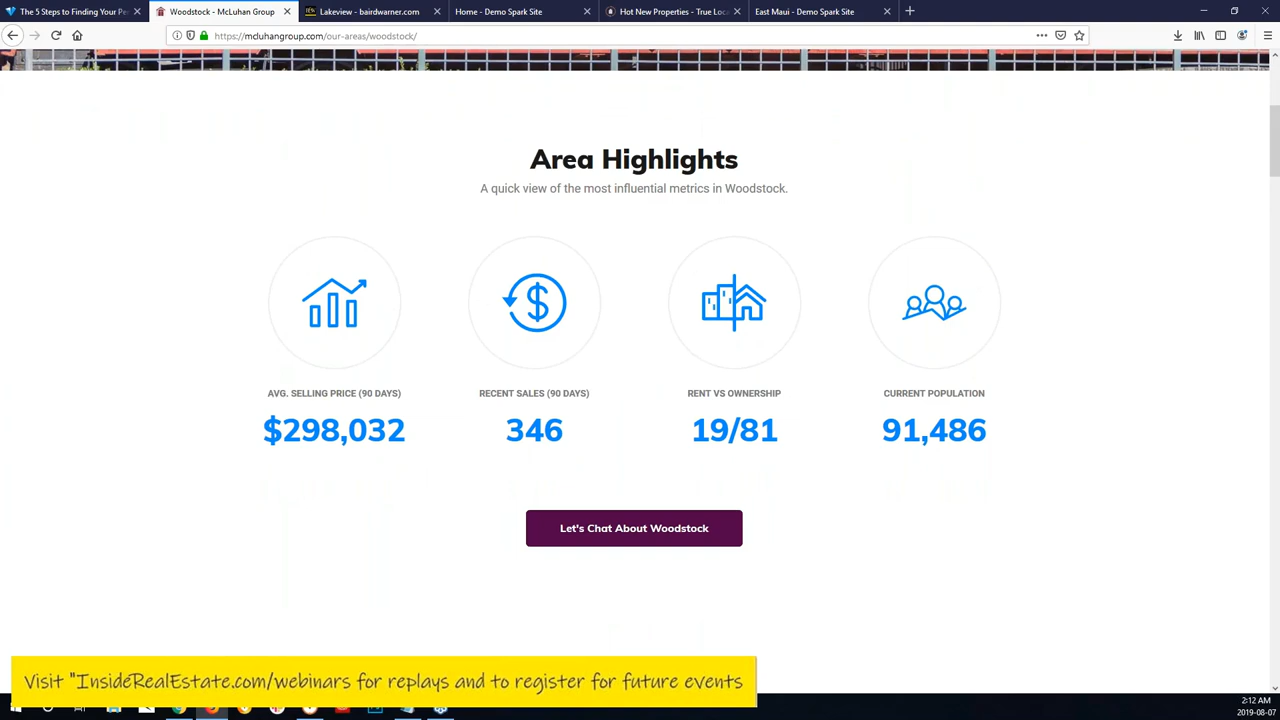 The 5 Steps to Finding Your Per
Woodstock - McLuhan Group
Lakeview - bairdwarner.com
Home - Demo Spark Site
Hot New Properties - True Loca
East Maui - Demo Spark Site
https://mcluhangroup.com/our-areas/woodstock/
Area Highlights
A quick view of the most influential metrics in Woodstock.
AVG. SELLING PRICE (90 DAYS)
$298,032
RECENT SALES (90 DAYS)
346
RENT VS OWNERSHIP
19/81
CURRENT POPULATION
91,486
Let's Chat About Woodstock
Visit "InsideRealEstate.com/webinars for replays and to register for future events
2:12 AM
2019-08-07